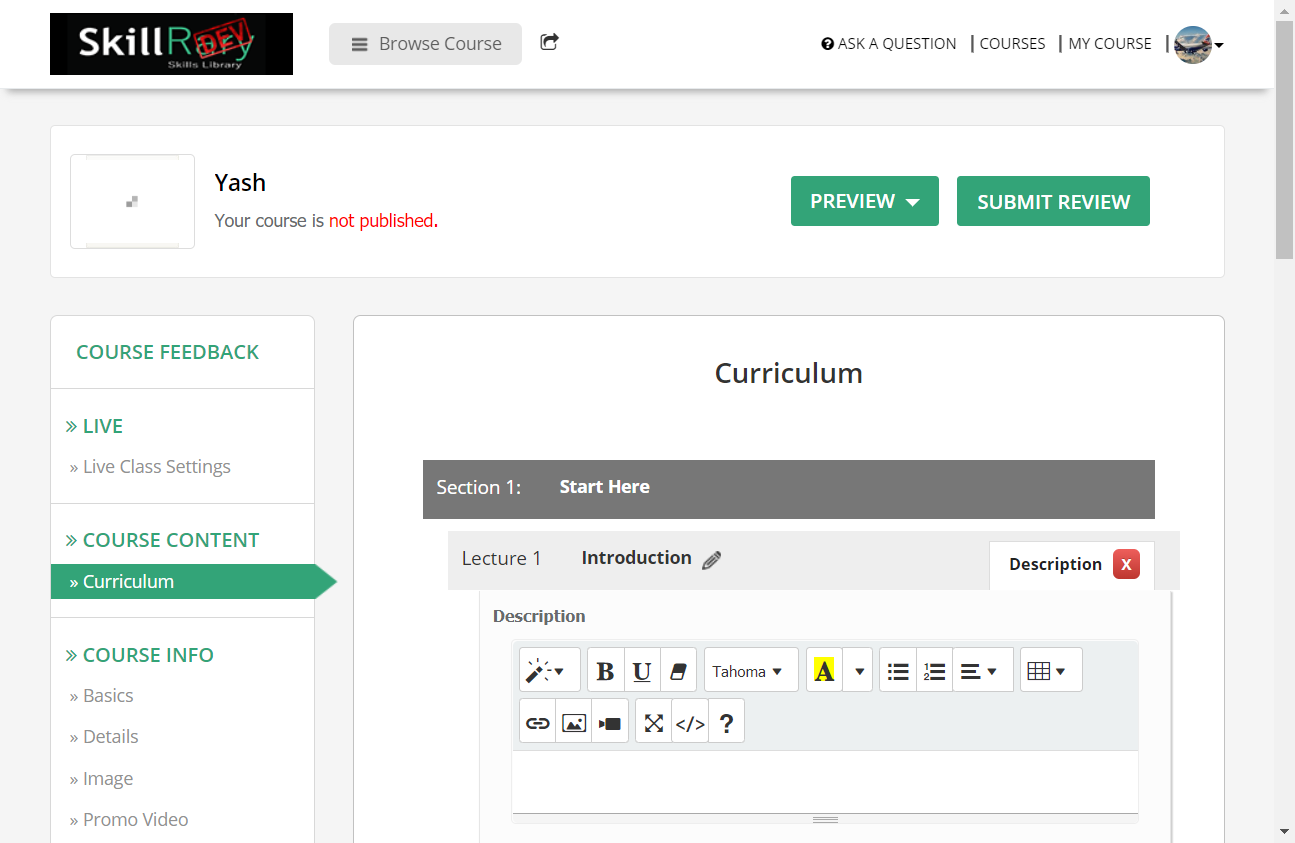 SkillRary DEV
Skills Library
Browse Course
ASK A QUESTION
COURSES
MY COURSE
Yash
Your course is not published.
PREVIEW
SUBMIT REVIEW
COURSE FEEDBACK
» LIVE
» Live Class Settings
» COURSE CONTENT
» Curriculum
» COURSE INFO
» Basics
» Details
» Image
» Promo Video
Curriculum
Section 1: Start Here
Lecture 1 Introduction
Description X
Description
B U Tahoma A
</> ?